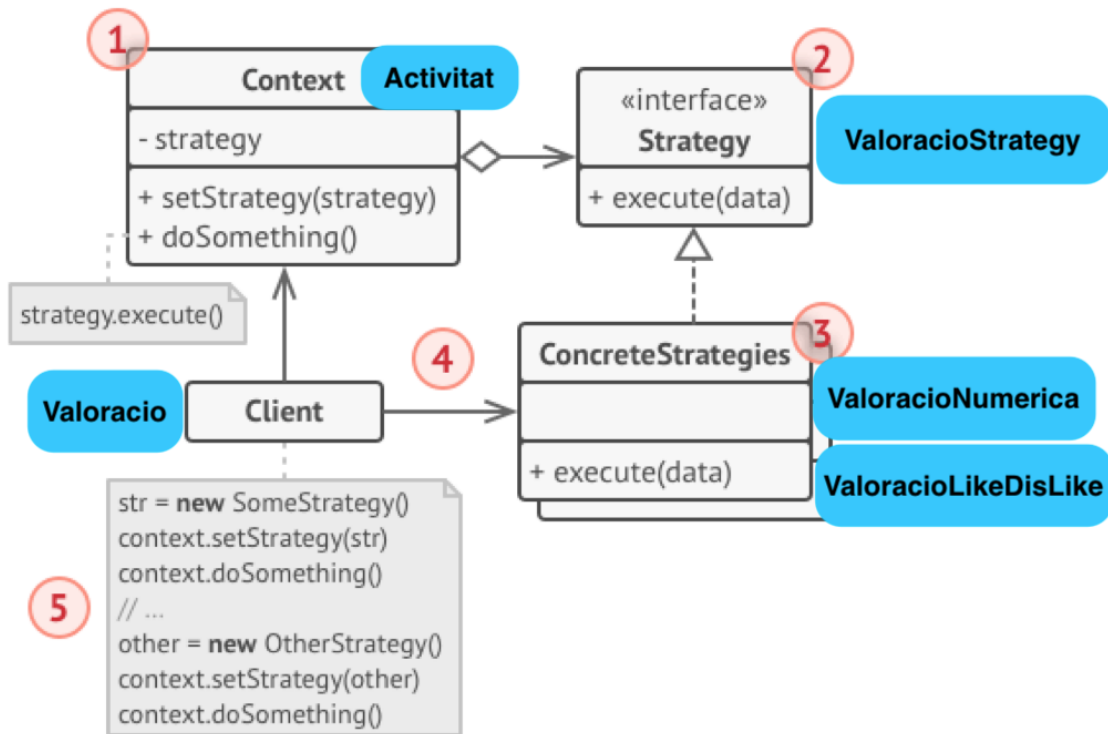 1
Context
Activitat
- strategy
+ setStrategy(strategy)
+ doSomething()
strategy.execute()
2
«interface»
Strategy
ValoracioStrategy
+ execute(data)
3
ConcreteStrategies
ValoracioNumerica
+ execute(data)
ValoracioLikeDisLike
4
Valoracio
Client
5
str = new SomeStrategy()
context.setStrategy(str)
context.doSomething()
// ...
other = new OtherStrategy()
context.setStrategy(other)
context.doSomething()